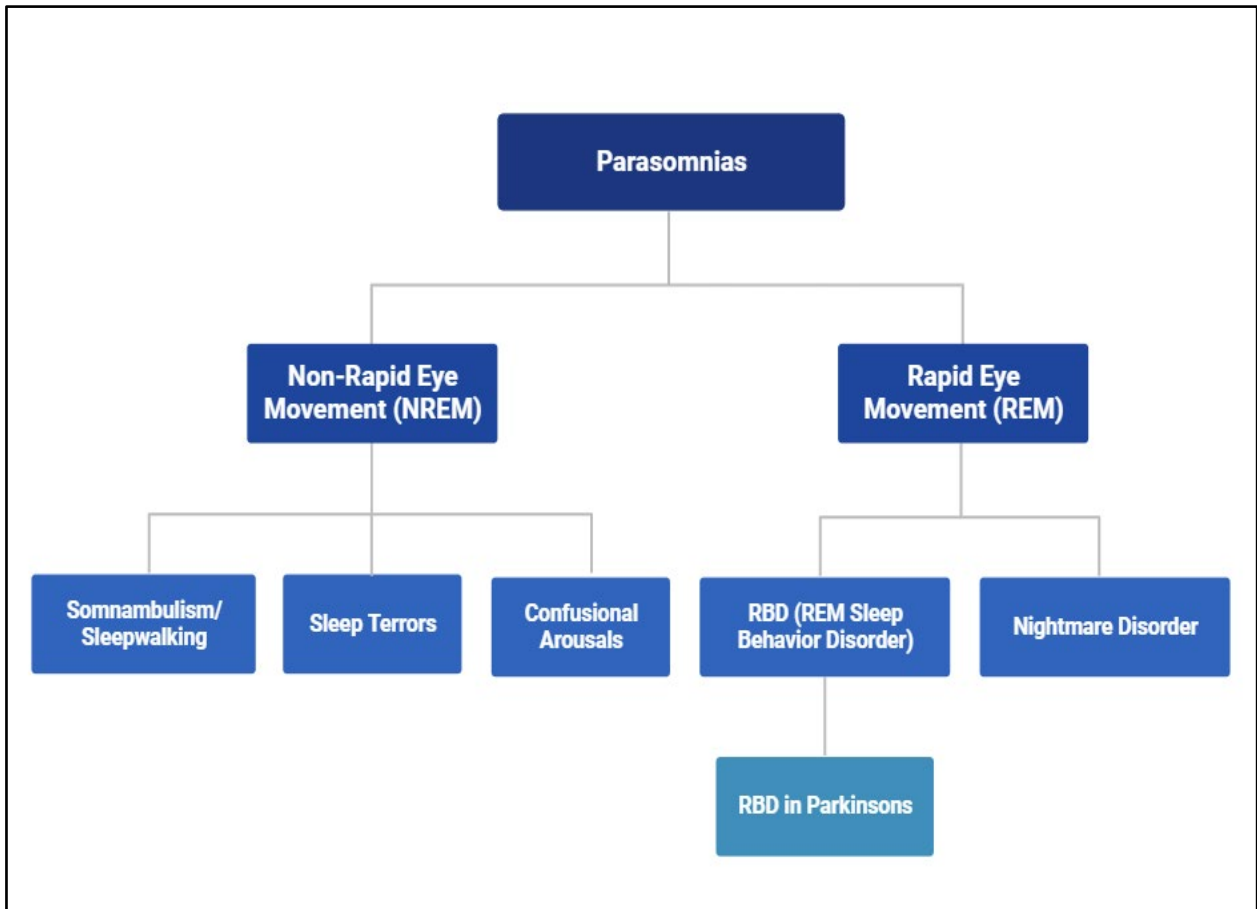 Parasomnias
Non-Rapid Eye
Movement (NREM)
Rapid Eye
Movement (REM)
Somnambulism/
Sleepwalking
Sleep Terrors
Confusional
Arousals
RBD (REM Sleep
Behavior Disorder)
Nightmare Disorder
RBD in Parkinsons